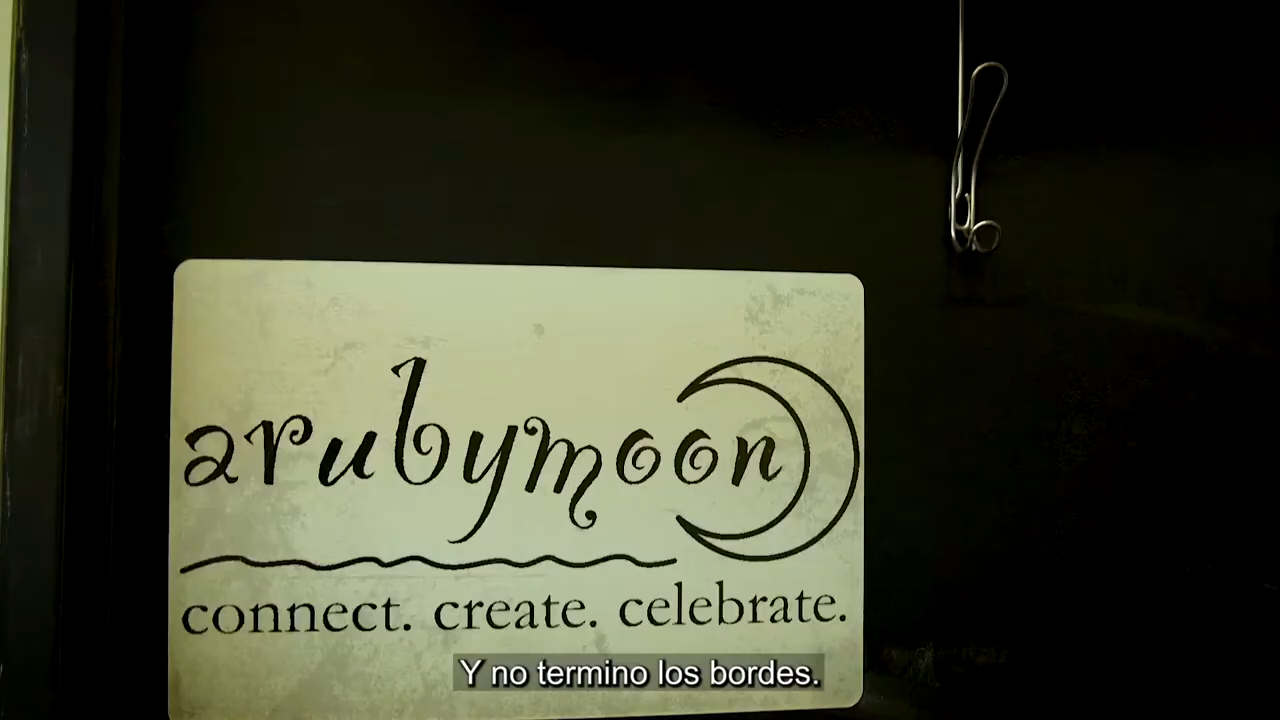 arubymoon
connect. create. celebrate.
Y no termino los bordes.